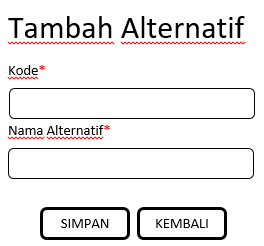 Tambah Alternatif
Kode*
Nama Alternatif*
SIMPAN KEMBALI